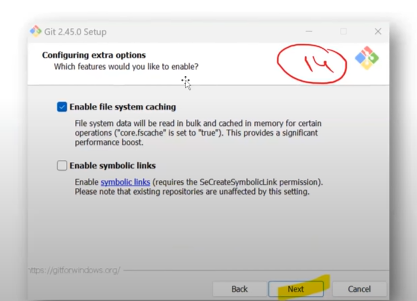 Git 2.45.0 Setup
Configuring extra options
Which features would you like to enable?
14
Enable file system caching
File system data will be read in bulk and cached in memory for certain
operations ("core.fscache" is set to "true"). This provides a significant
performance boost.
Enable symbolic links
Enable symbolic links (requires the SeCreateSymbolicLink permission).
Please note that existing repositories are unaffected by this setting.
https://gitforwindows.org/
Back Next Cancel